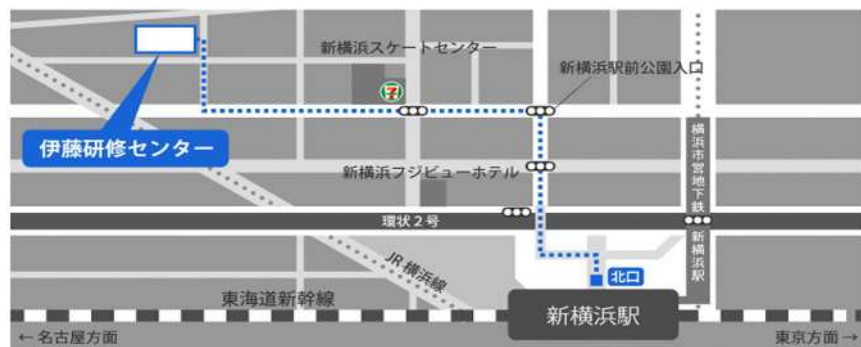 新横浜スケートセンター
新横浜駅前公園入口
7
伊藤研修センター
新横浜フジビューホテル
横浜市営地下鉄
新横浜駅
環状2号
JR 横浜線
北口
東海道新幹線
新横浜駅
← 名古屋方面
東京方面 →